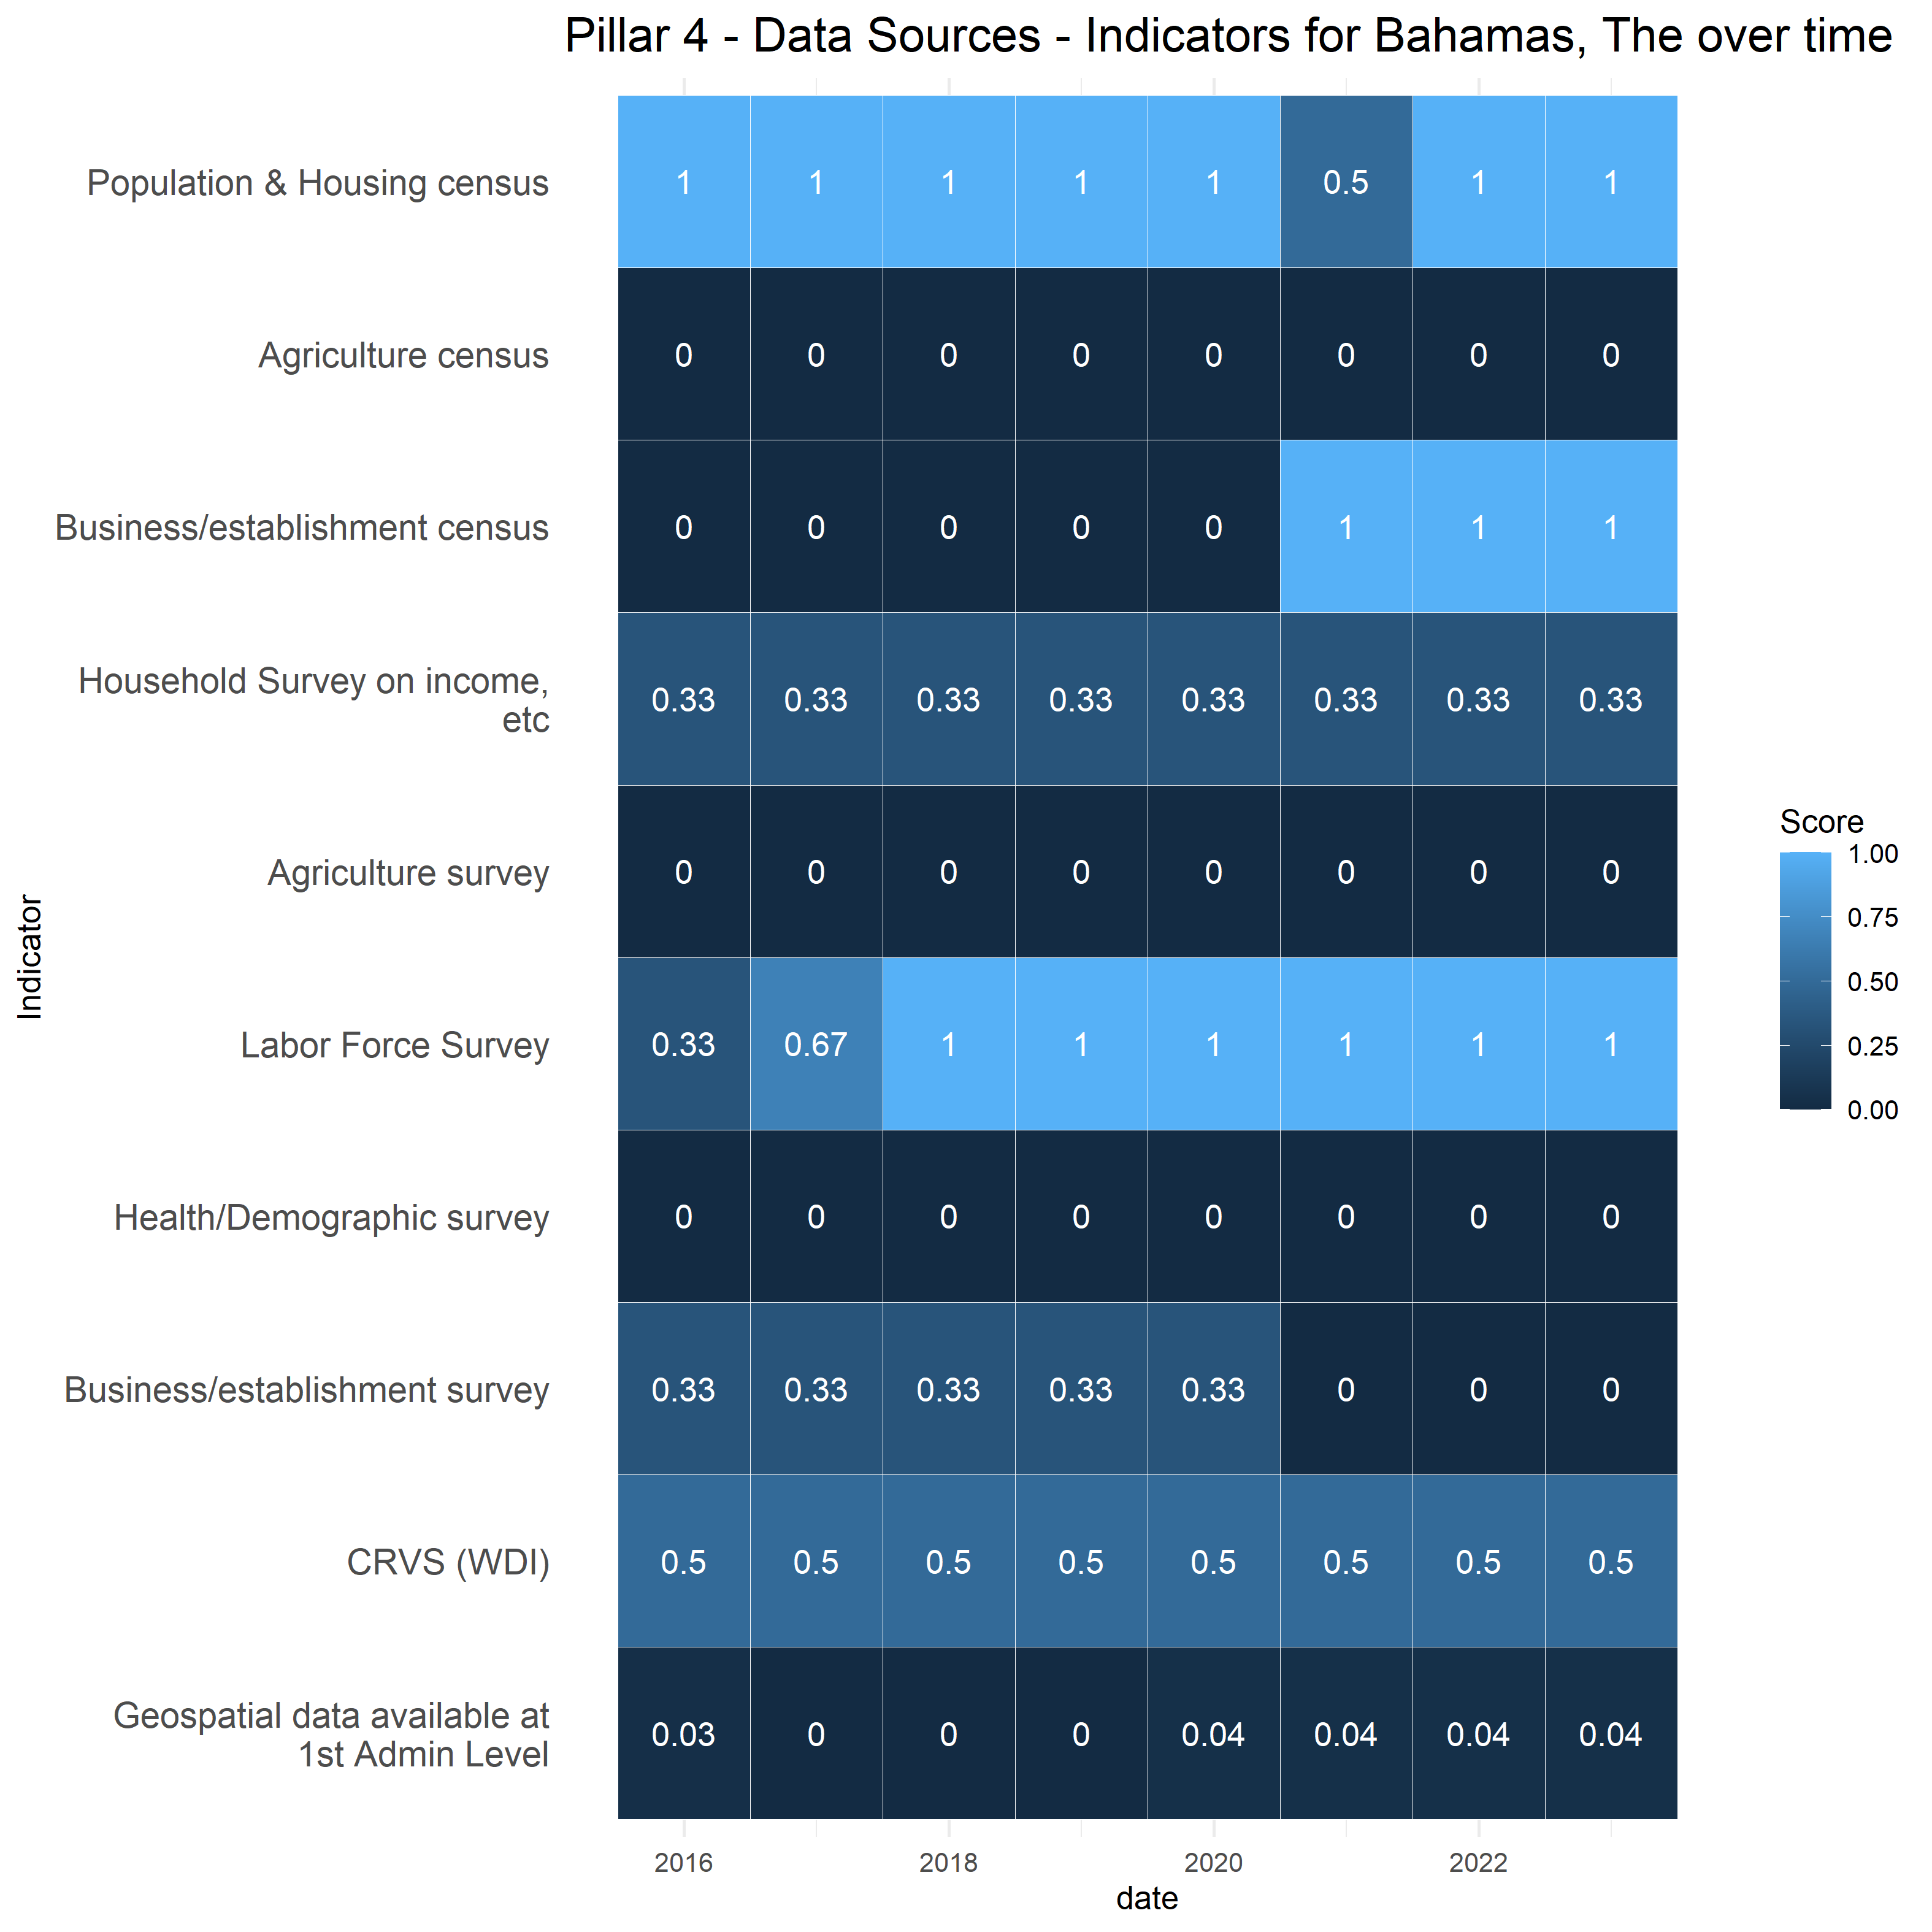 Pillar 4 - Data Sources - Indicators for Bahamas, The over time
Population & Housing census 1 1 1 1 1 0.5 1 1
Agriculture census 0 0 0 0 0 0 0 0
Business/establishment census 0 0 0 0 0 1 1 1
Household Survey on income,
etc
0.33 0.33 0.33 0.33 0.33 0.33 0.33 0.33
Agriculture survey 0 0 0 0 0 0 0 0
Labor Force Survey 0.33 0.67 1 1 1 1 1 1
Health/Demographic survey 0 0 0 0 0 0 0 0
Business/establishment survey 0.33 0.33 0.33 0.33 0.33 0 0 0
CRVS (WDI) 0.5 0.5 0.5 0.5 0.5 0.5 0.5 0.5
Geospatial data available at
1st Admin Level
0.03 0 0 0 0.04 0.04 0.04 0.04
2016 2018 2020 2022
date
Indicator
Score
1.00
0.75
0.50
0.25
0.00